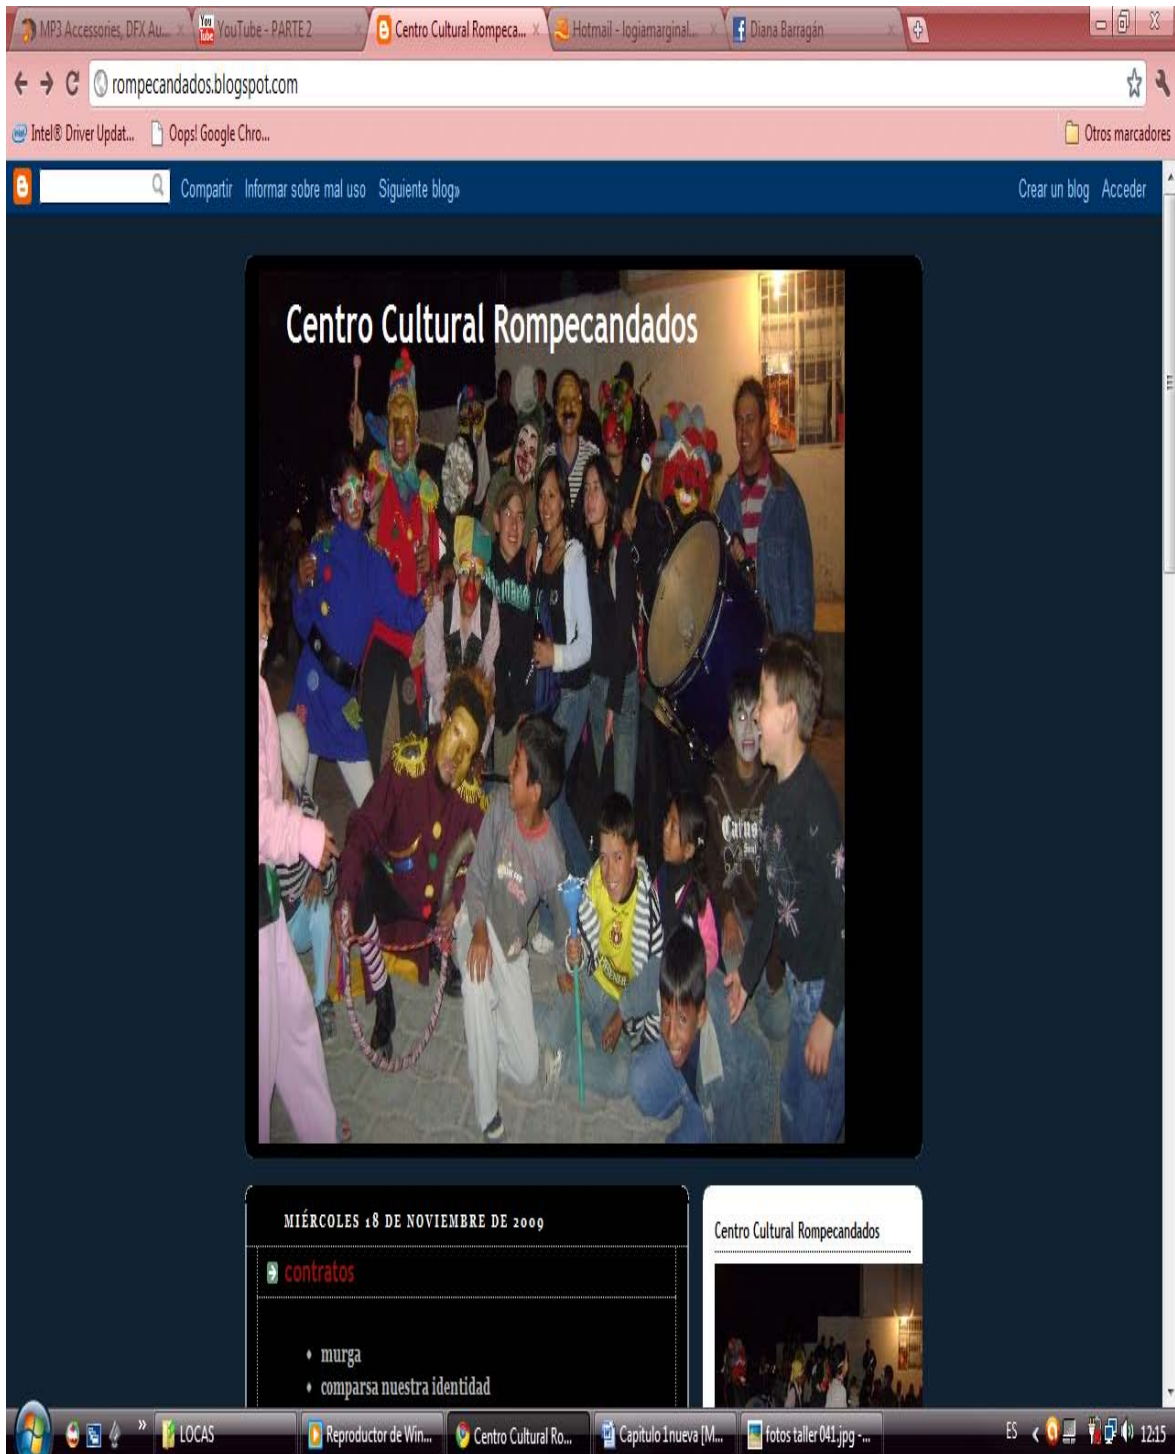 MP3 Accessories, DFX Au...
YouTube - PARTE 2
Centro Cultural Rompeca...
Hotmail - logiamarginal...
Diana Barragán
rompecandados.blogspot.com
Intel® Driver Updat...
Oops! Google Chro...
Otros marcadores
Compartir Informar sobre mal uso Siguiente blog»
Crear un blog Acceder
Centro Cultural Rompecandados
MIÉRCOLES 18 DE NOVIEMBRE DE 2009
contratos
• murga
• comparsa nuestra identidad
Centro Cultural Rompecandados
» LOCAS
Reproductor de Win...
Centro Cultural Ro...
Capitulo 1nueva [M...
fotos taller 041.jpg -...
ES
12:15